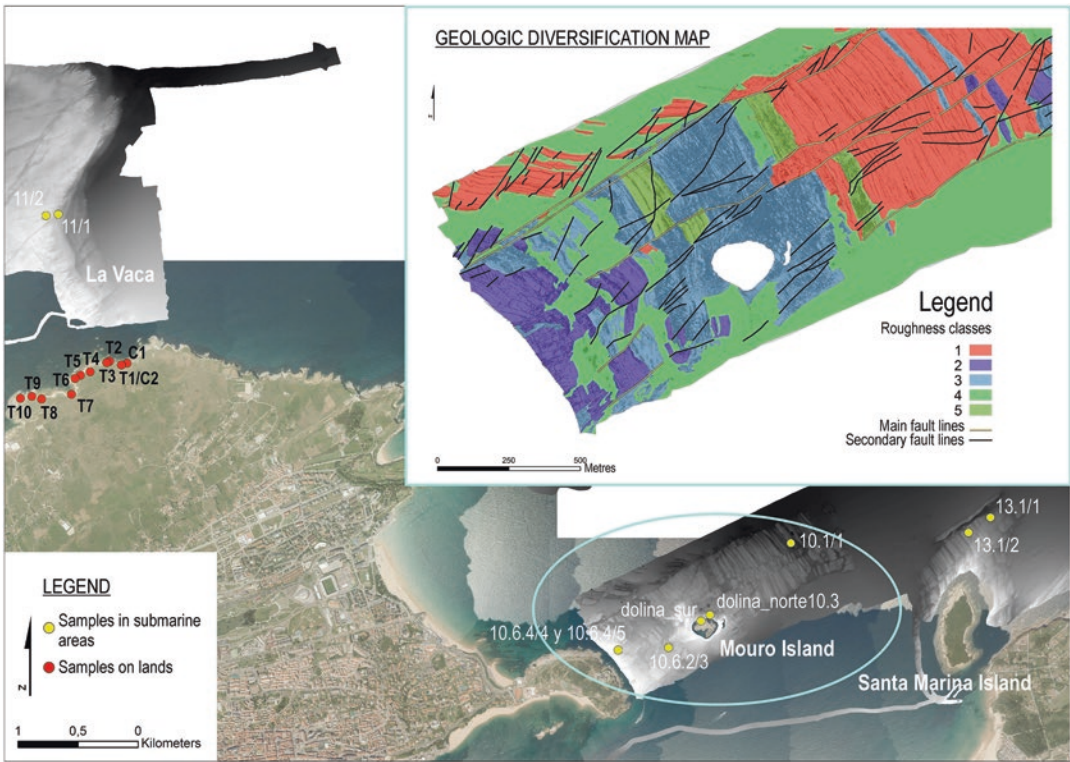 GEOLOGIC DIVERSIFICATION MAP
Legend
Roughness classes
1
2
3
4
5
Main fault lines
Secondary fault lines
0 250 500
Metres
11/2
11/1
La Vaca
T2
C1
T4
T5
T3
T1/C2
T6
T9
T7
T10
T8
13.1/1
13.1/2
10.1/1
dolina_norte10.3
dolina_sur
10.6.4/4 y 10.6.4/5
10.6.2/3
Mouro Island
Santa Marina Island
LEGEND
Samples in submarine
areas
Samples on lands
N
1 0,5 0
Kilometers